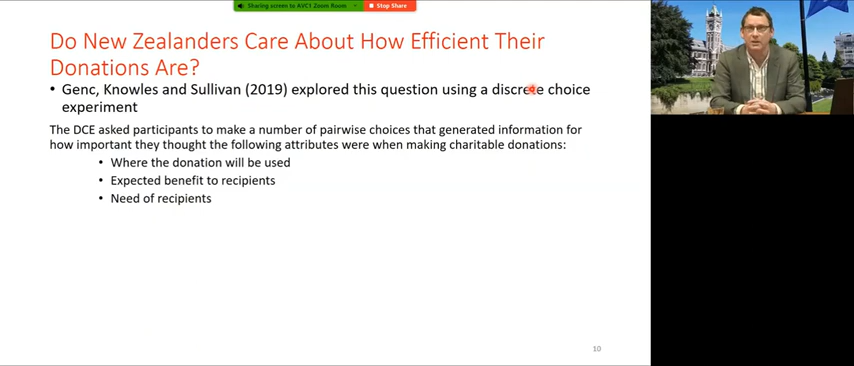 Sharing screen to AVC1 Zoom Room
Stop Share
Do New Zealanders Care About How Efficient Their
Donations Are?
• Genc, Knowles and Sullivan (2019) explored this question using a discrete choice
experiment
The DCE asked participants to make a number of pairwise choices that generated information for
how important they thought the following attributes were when making charitable donations:
• Where the donation will be used
• Expected benefit to recipients
• Need of recipients
10